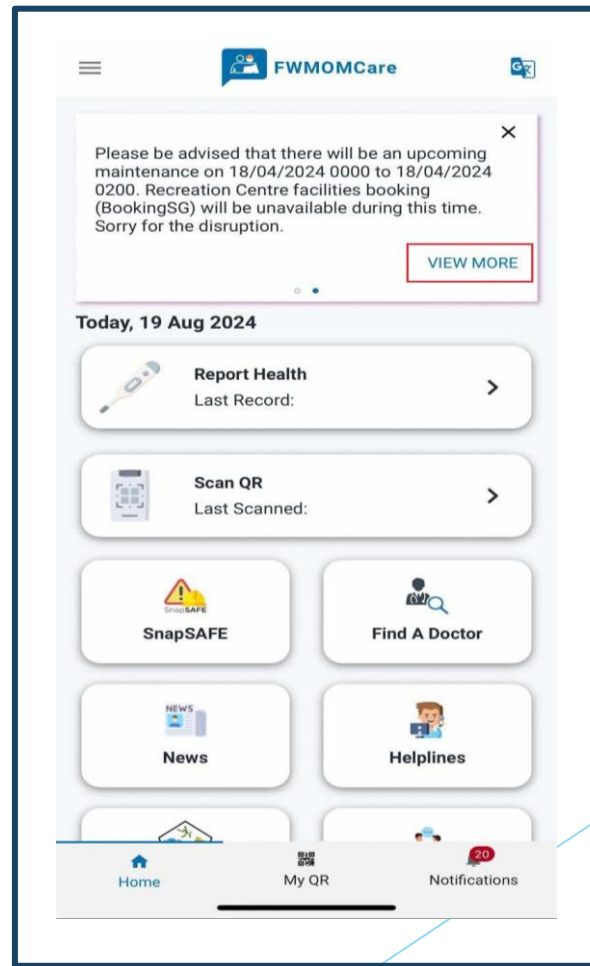 FWMOMCare
Please be advised that there will be an upcoming
maintenance on 18/04/2024 0000 to 18/04/2024
0200. Recreation Centre facilities booking
(BookingSG) will be unavailable during this time.
Sorry for the disruption.
VIEW MORE
Today, 19 Aug 2024
Report Health
Last Record:
Scan QR
Last Scanned:
SnapSAFE
SnapSAFE
Find A Doctor
NEWS
News
Helplines
20
Home
My QR
Notifications